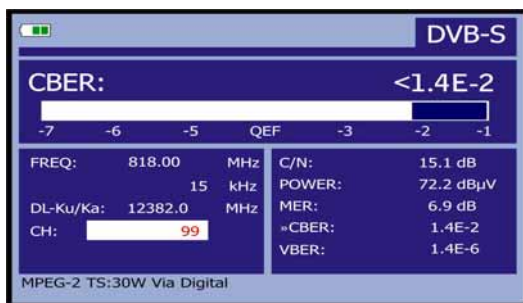 DVB-S
CBER: <1.4E-2
-7 -6 -5 QEF -3 -2 -1
FREQ: 818.00 MHz
15 kHz
DL-Ku/Ka: 12382.0 MHz
CH: 99
C/N: 15.1 dB
POWER: 72.2 dBµV
MER: 6.9 dB
»CBER: 1.4E-2
VBER: 1.4E-6
MPEG-2 TS:30W Via Digital